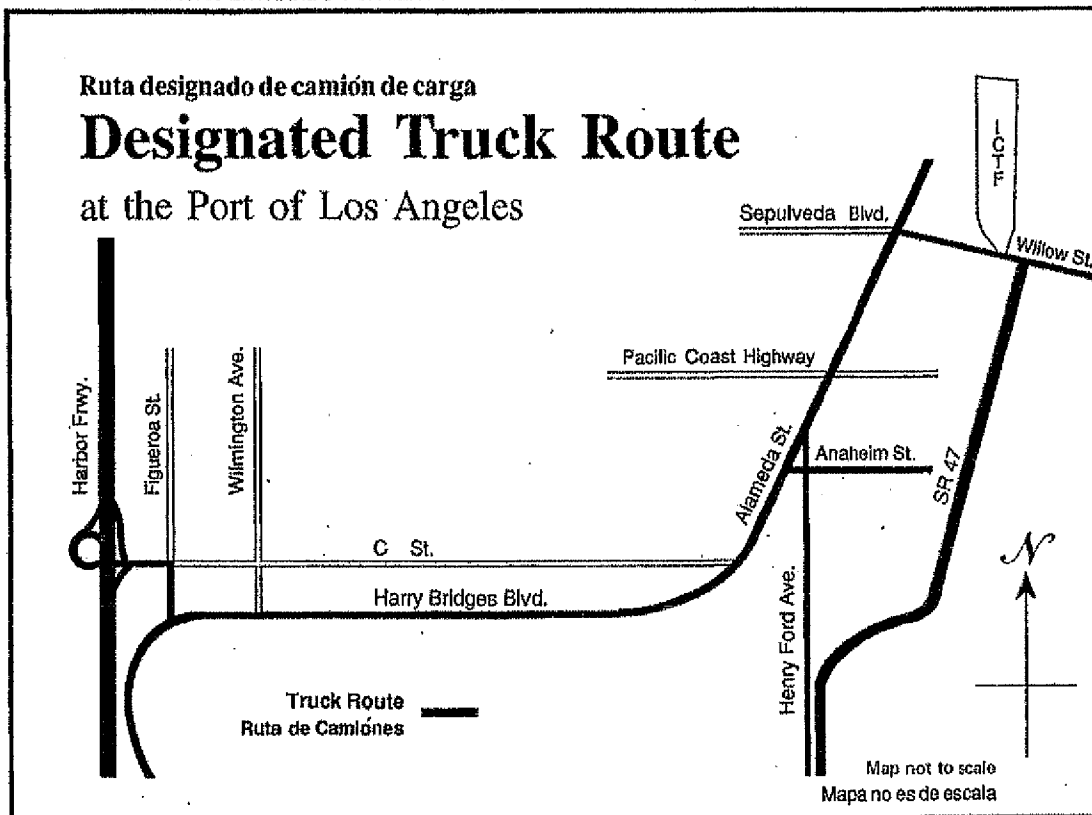 Ruta designado de camión de carga
Designated Truck Route
at the Port of Los Angeles
ICTF
Sepulveda Blvd.
Willow St.
Pacific Coast Highway
Harbor Frwy.
Figueroa St.
Wilmington Ave.
Alameda St.
Anaheim St.
SR 47
C St.
Harry Bridges Blvd.
Henry Ford Ave.
N
Truck Route
Ruta de Camiónes
Map not to scale
Mapa no es de escala